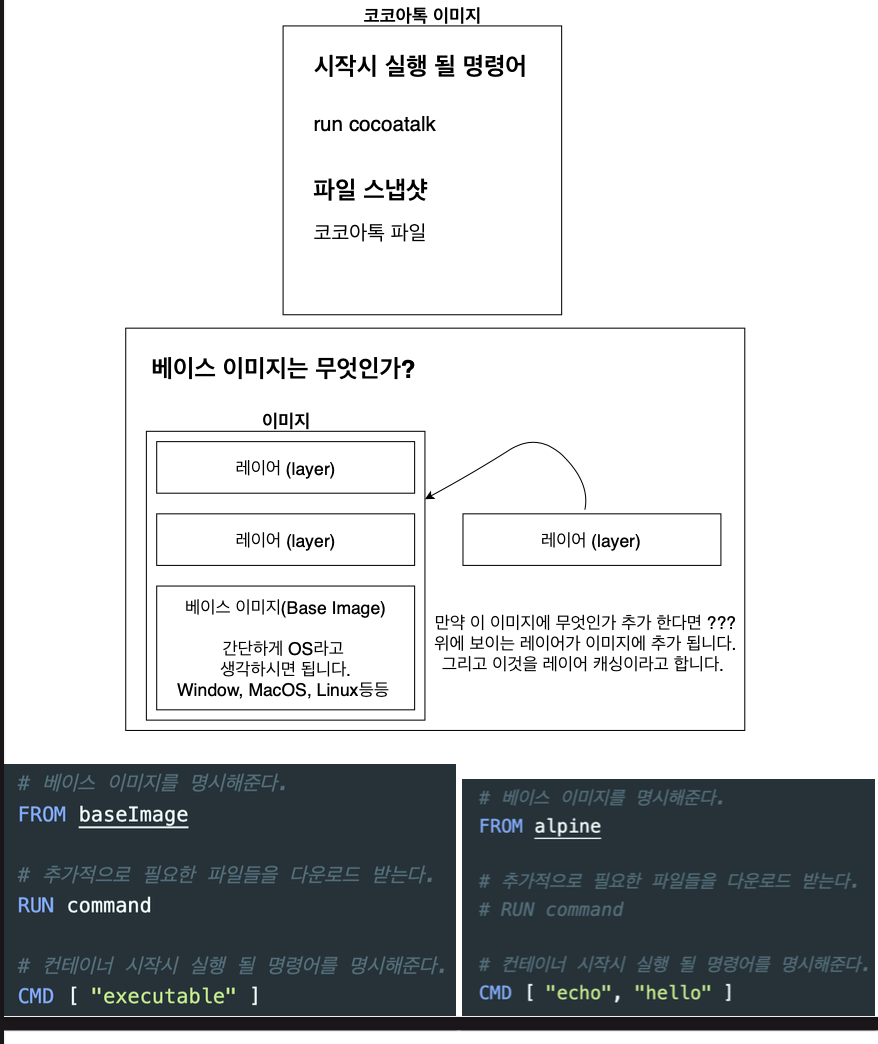 코코아톡 이미지
시작시 실행 될 명령어
run cocoatalk
파일 스냅샷
코코아톡 파일
베이스 이미지는 무엇인가?
이미지
레이어 (layer)
레이어 (layer)
레이어 (layer)
베이스 이미지(Base Image)
간단하게 OS라고
생각하시면 됩니다.
Window, MacOS, Linux등등
만약 이 이미지에 무엇인가 추가 한다면 ???
위에 보이는 레이어가 이미지에 추가 됩니다.
그리고 이것을 레이어 캐싱이라고 합니다.
# 베이스 이미지를 명시해준다.
FROM baseImage
# 추가적으로 필요한 파일들을 다운로드 받는다.
RUN command
# 컨테이너 시작시 실행 될 명령어를 명시해준다.
CMD [ "executable" ]
# 베이스 이미지를 명시해준다.
FROM alpine
# 추가적으로 필요한 파일들을 다운로드 받는다.
# RUN command
# 컨테이너 시작시 실행 될 명령어를 명시해준다.
CMD [ "echo", "hello" ]